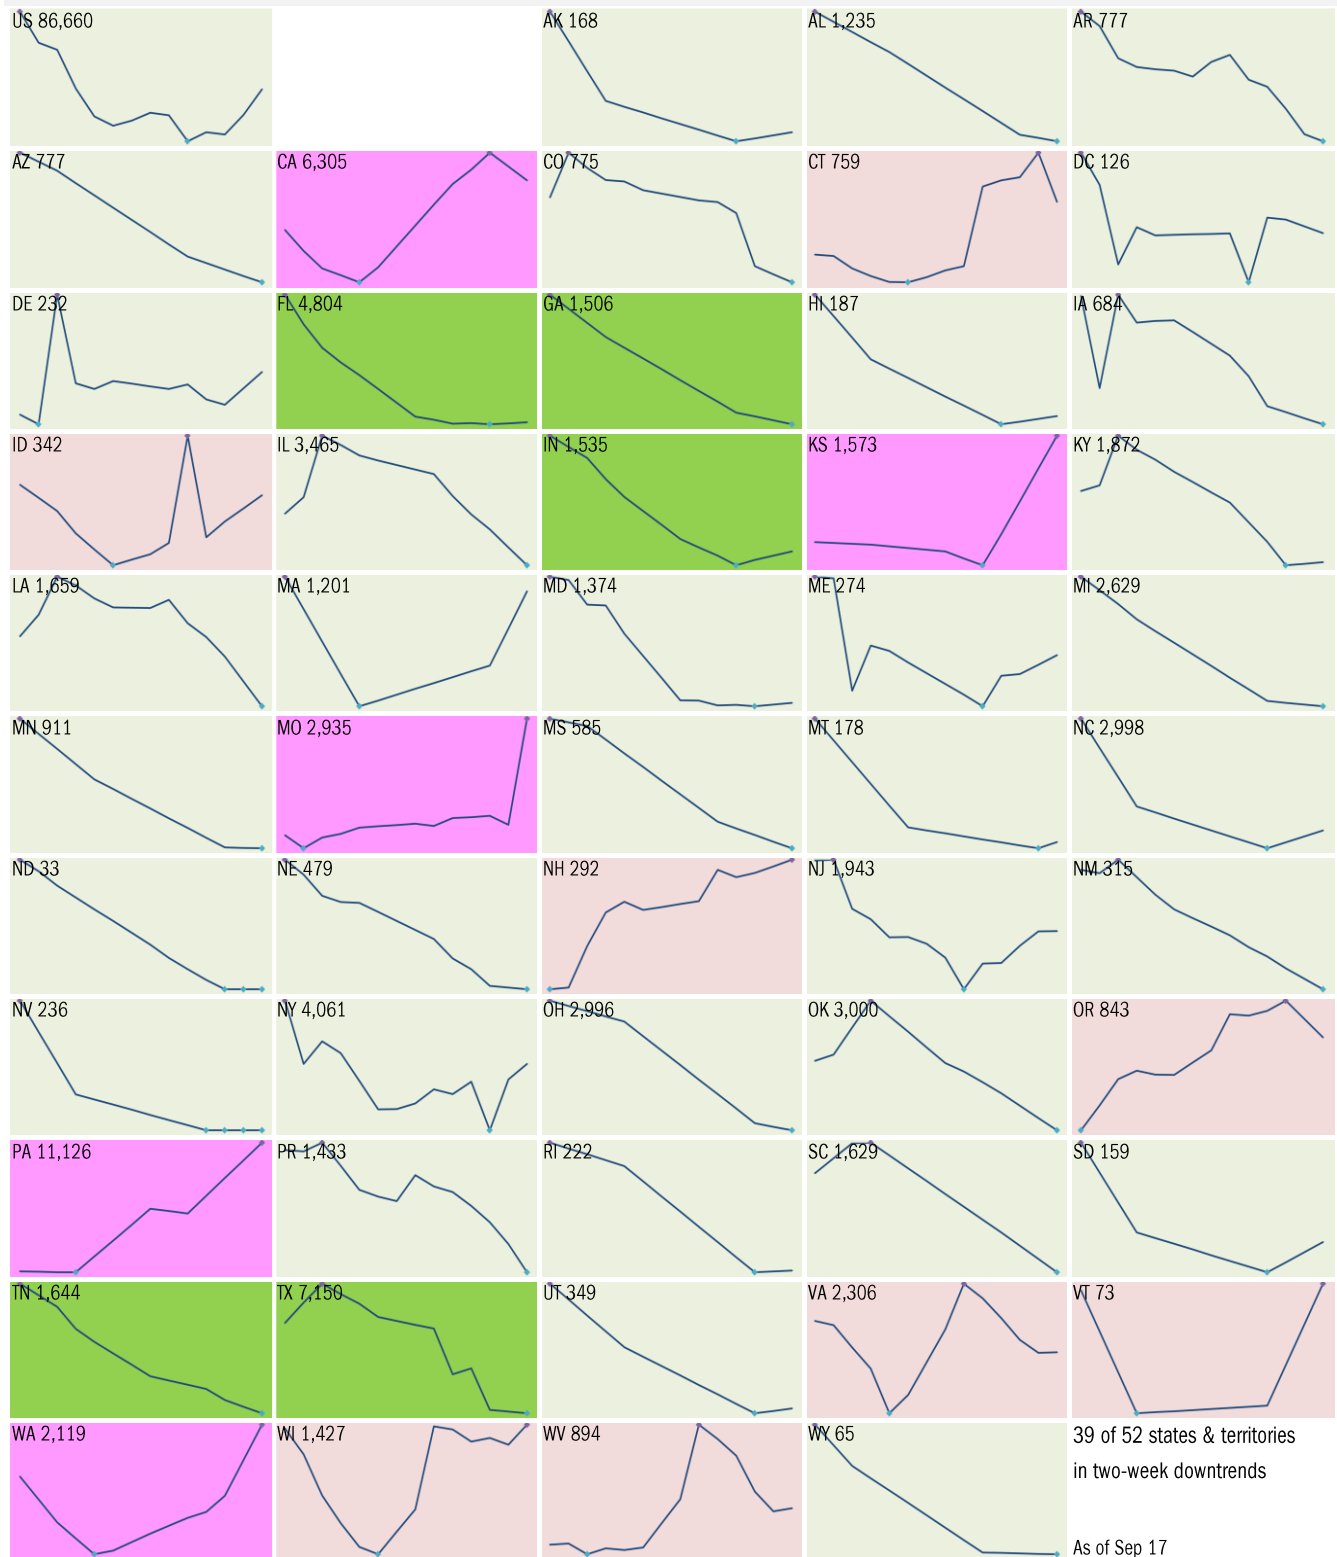 US 86,660
AK 168
AL 1,235
AR 777
AZ 777
CA 6,305
CO 775
CT 759
DC 126
DE 232
FL 4,804
GA 1,506
HI 187
IA 684
ID 342
IL 3,465
IN 1,535
KS 1,573
KY 1,872
LA 1,659
MA 1,201
MD 1,374
ME 274
MI 2,629
MN 911
MO 2,935
MS 585
MT 178
NC 2,998
ND 33
NE 479
NH 292
NJ 1,943
NM 315
NV 236
NY 4,061
OH 2,996
OK 3,000
OR 843
PA 11,126
PR 1,433
RI 222
SC 1,629
SD 159
TN 1,644
TX 7,150
UT 349
VA 2,306
VT 73
WA 2,119
WI 1,427
WV 894
WY 65
39 of 52 states & territories
in two-week downtrends
As of Sep 17